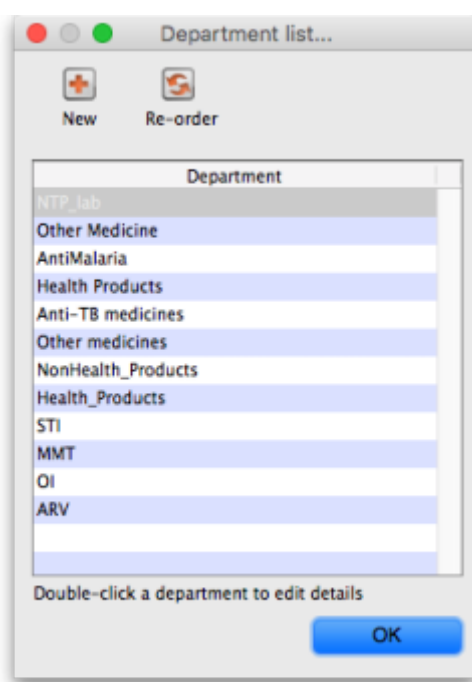 Department list...
New Re-order
Department
NTP_lab
Other Medicine
AntiMalaria
Health Products
Anti-TB medicines
Other medicines
NonHealth_Products
Health_Products
STI
MMT
OI
ARV
Double-click a department to edit details
OK